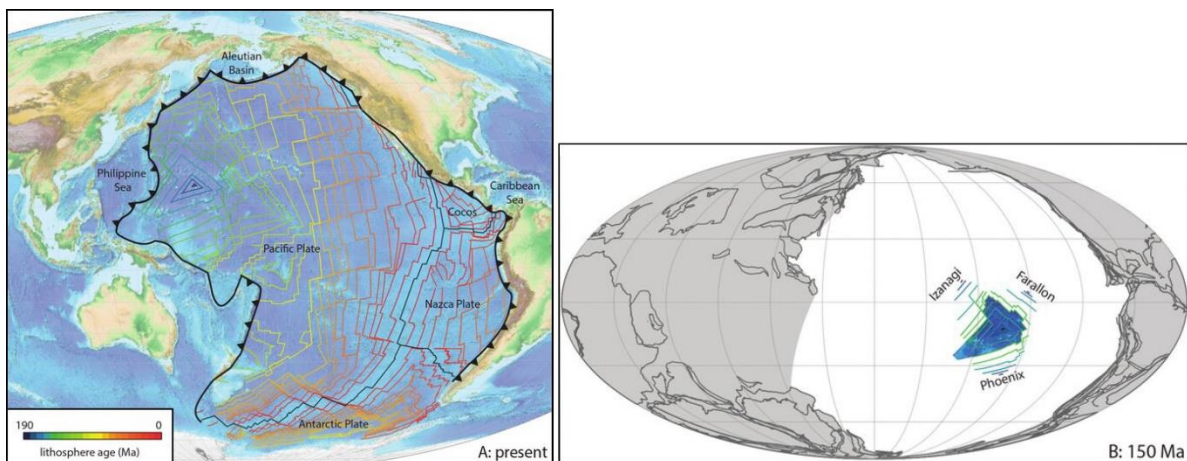 Aleutian
Basin
Philippine
Sea
Caribbean
Sea
Cocos
Pacific Plate
Nazca Plate
Antarctic Plate
190 0
lithosphere age (Ma)
A: present
Izanagi
Farallon
Phoenix
B: 150 Ma